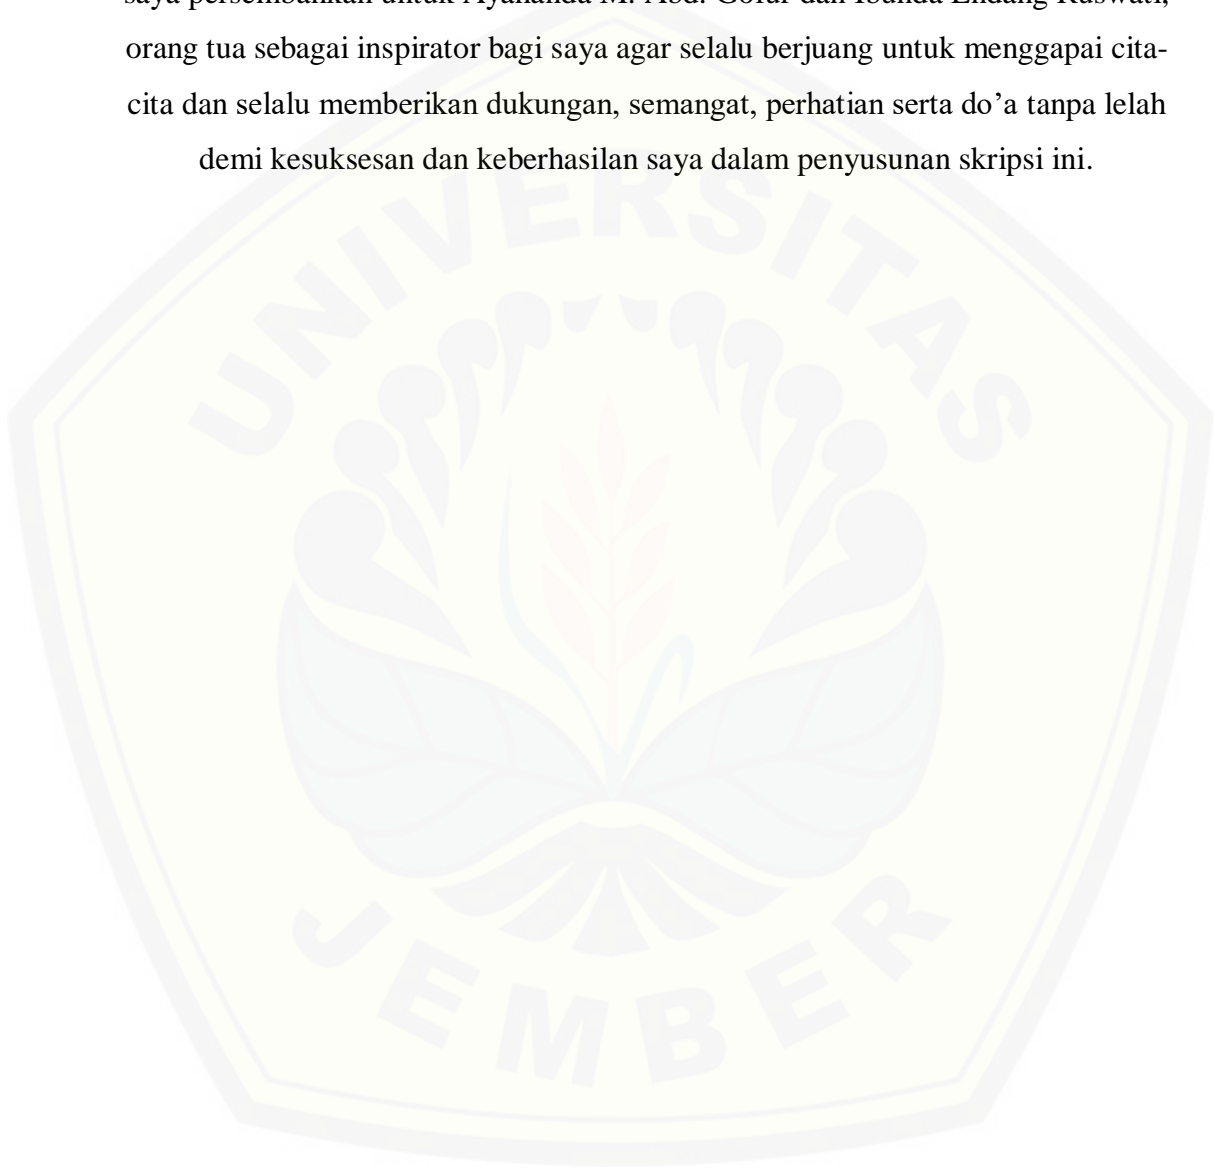 saya persembahkan untuk Ayahanda M. Abd. Gofur dan Ibunda Endang Ruswati,
orang tua sebagai inspirator bagi saya agar selalu berjuang untuk menggapai cita-
cita dan selalu memberikan dukungan, semangat, perhatian serta do’a tanpa lelah
demi kesuksesan dan keberhasilan saya dalam penyusunan skripsi ini.
UNIVERSITAS
JEMBER